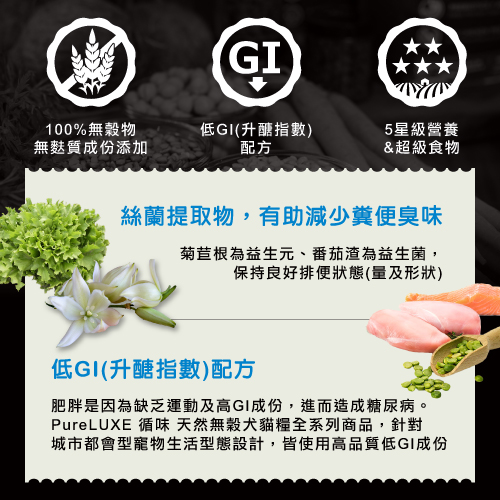 GI
100%無穀物
無麩質成份添加
低GI(升醣指數)
配方
5星級營養
&超級食物
絲蘭提取物，有助減少糞便臭味
菊苣根為益生元、番茄渣為益生菌，
保持良好排便狀態(量及形狀)
低GI(升醣指數)配方
肥胖是因為缺乏運動及高GI成份，進而造成糖尿病。
PureLUXE 循味 天然無穀犬貓糧全系列商品，針對
城市都會型寵物生活型態設計，皆使用高品質低GI成份